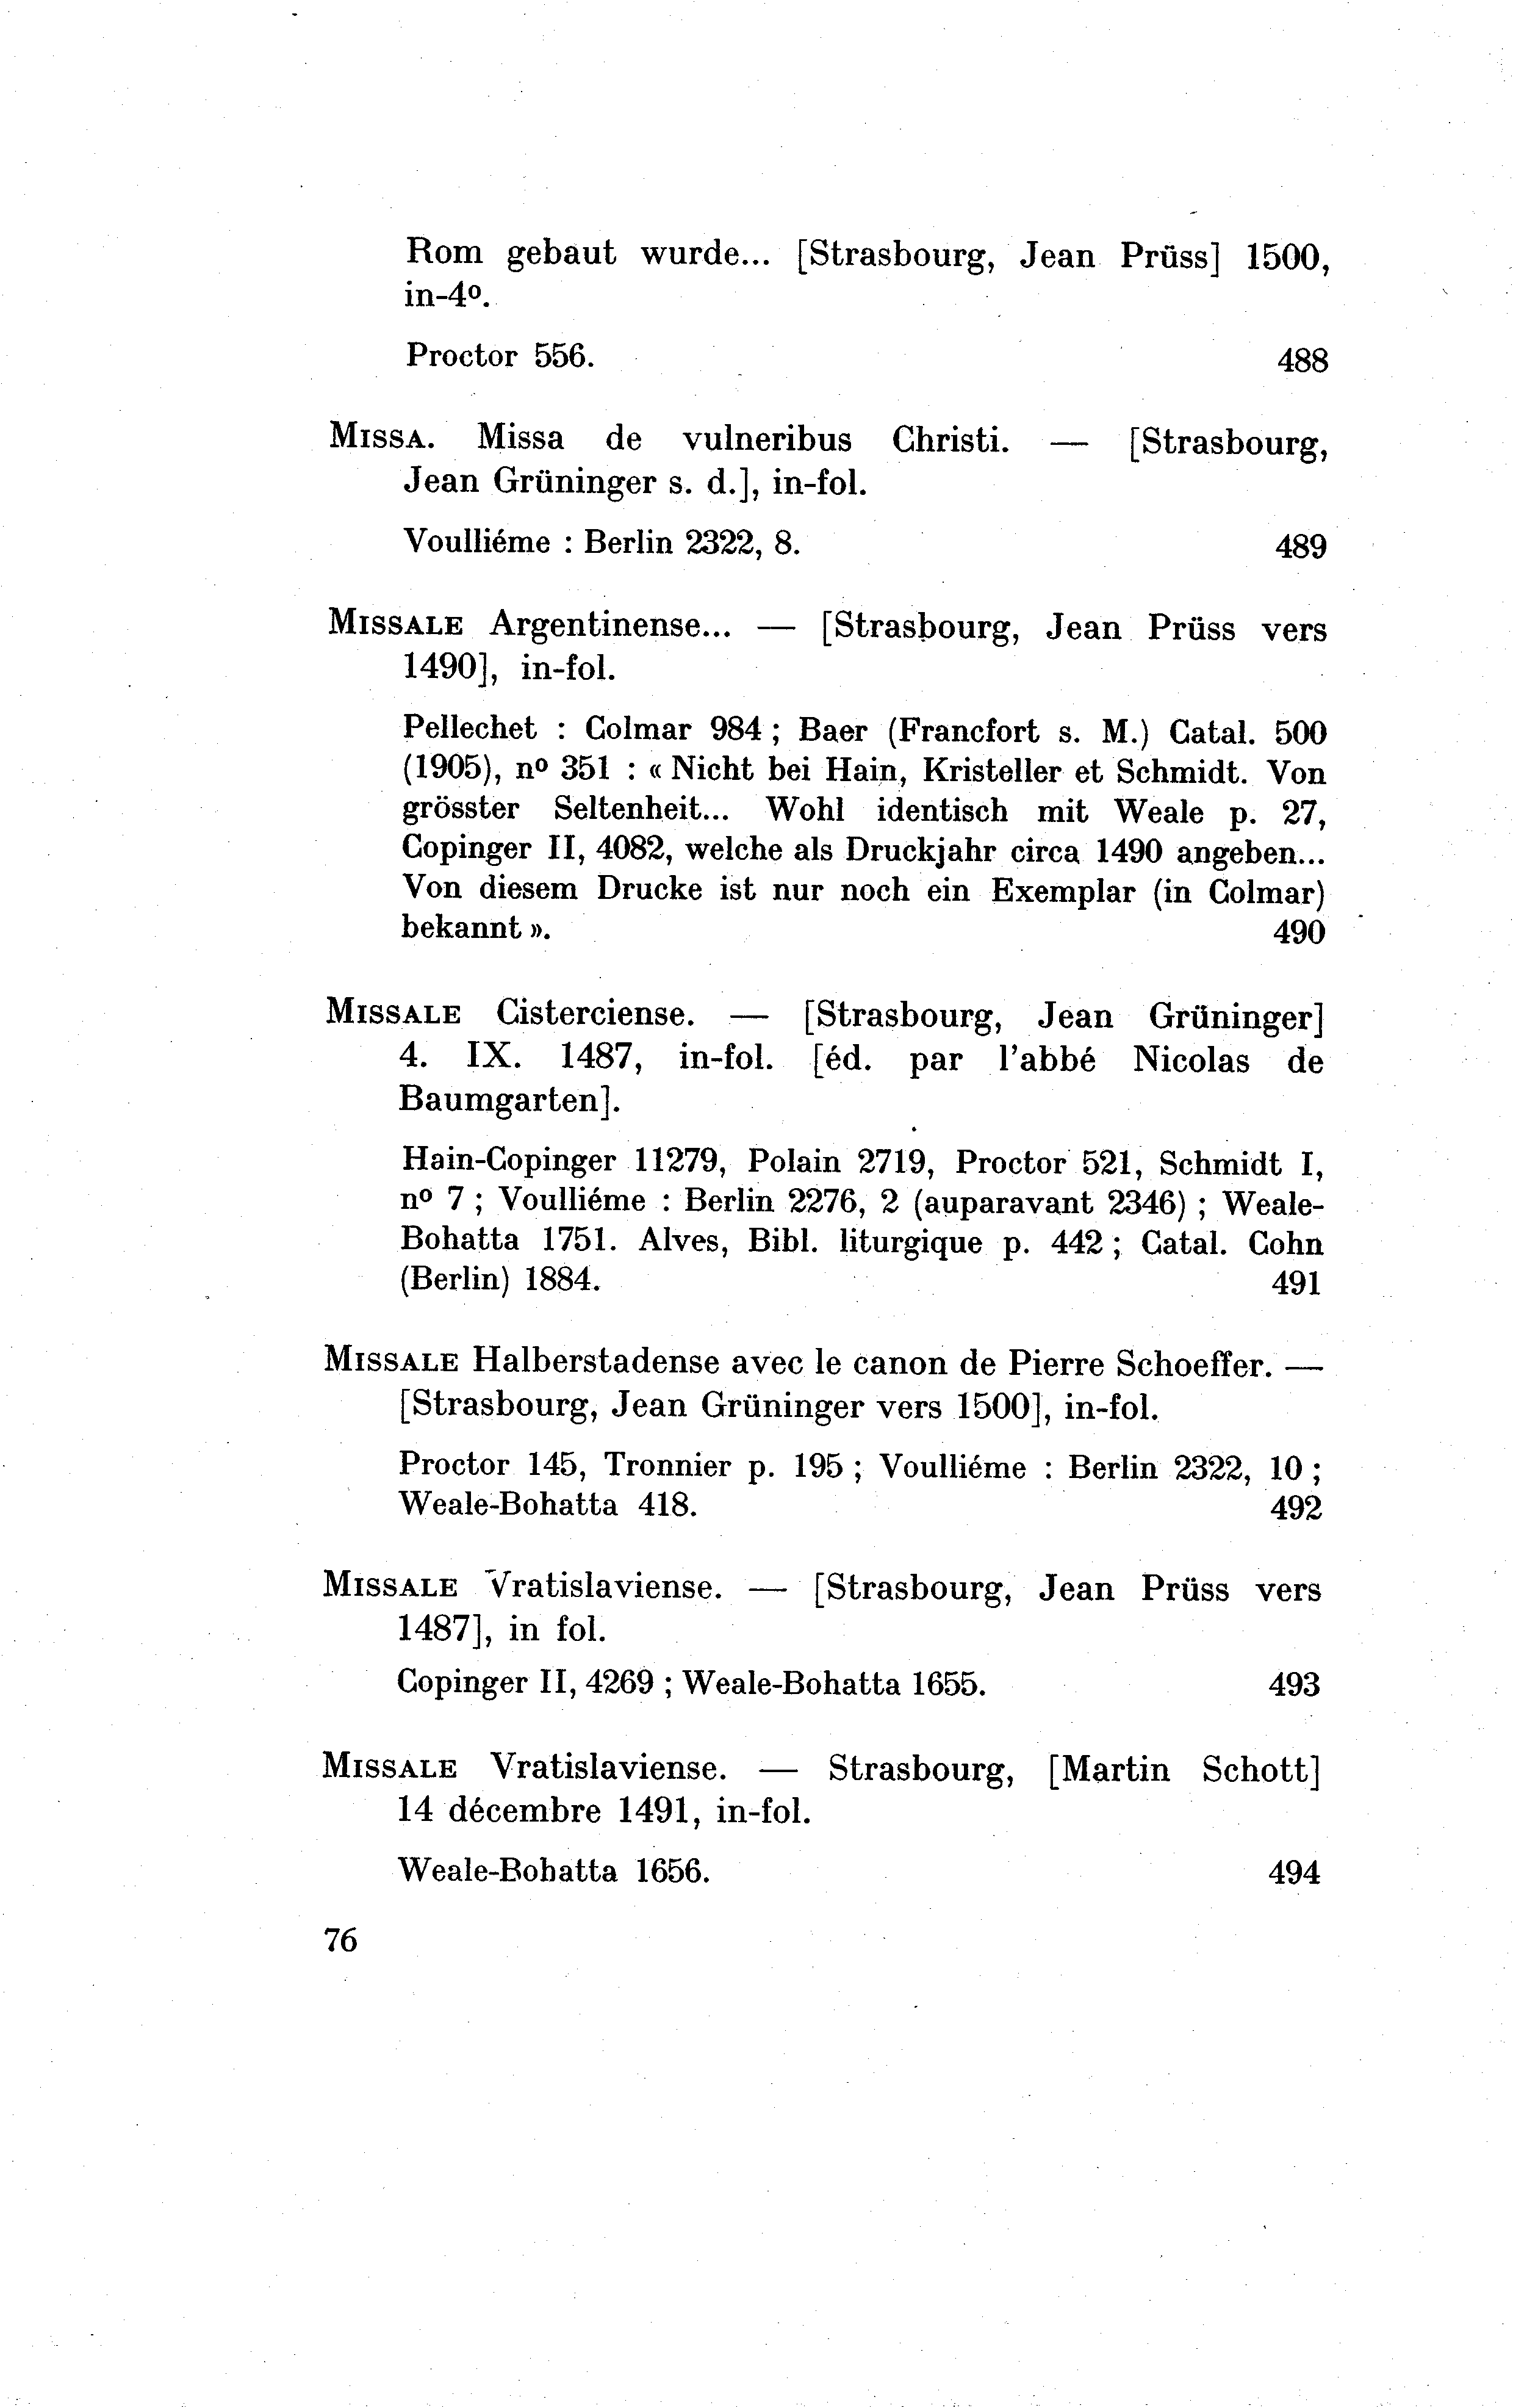 Rom gebaut wurde... [Strasbourg, Jean Prüss] 1500,
in-4º.
Proctor 556. 488
MISSA. Missa de vulneribus Christi. — [Strasbourg,
Jean Grüninger s. d.], in-fol.
Voulliéme : Berlin 2322, 8. 489
MISSALE Argentinense... — [Strasbourg, Jean Prüss vers
1490], in-fol.
Pellechet : Colmar 984 ; Baer (Francfort s. M.) Catal. 500
(1905), nº 351 : « Nicht bei Hain, Kristeller et Schmidt. Von
grösster Seltenheit... Wohl identisch mit Weale p. 27,
Copinger II, 4082, welche als Druckjahr circa 1490 angeben...
Von diesem Drucke ist nur noch ein Exemplar (in Colmar)
bekannt ». 490
MISSALE Cisterciense. — [Strasbourg, Jean Grüninger]
4. IX. 1487, in-fol. [éd. par l'abbé Nicolas de
Baumgarten].
Hain-Copinger 11279, Polain 2719, Proctor 521, Schmidt I,
nº 7 ; Voulliéme : Berlin 2276, 2 (auparavant 2346) ; Weale-
Bohatta 1751. Alves, Bibl. liturgique p. 442 ; Catal. Cohn
(Berlin) 1884. 491
MISSALE Halberstadense avec le canon de Pierre Schoeffer. —
[Strasbourg, Jean Grüninger vers 1500], in-fol.
Proctor 145, Tronnier p. 195 ; Voulliéme : Berlin 2322, 10 ;
Weale-Bohatta 418. 492
MISSALE Vratislaviense. — [Strasbourg, Jean Prüss vers
1487], in fol.
Copinger II, 4269 ; Weale-Bohatta 1655. 493
MISSALE Vratislaviense. — Strasbourg, [Martin Schott]
14 décembre 1491, in-fol.
Weale-Bohatta 1656. 494
76